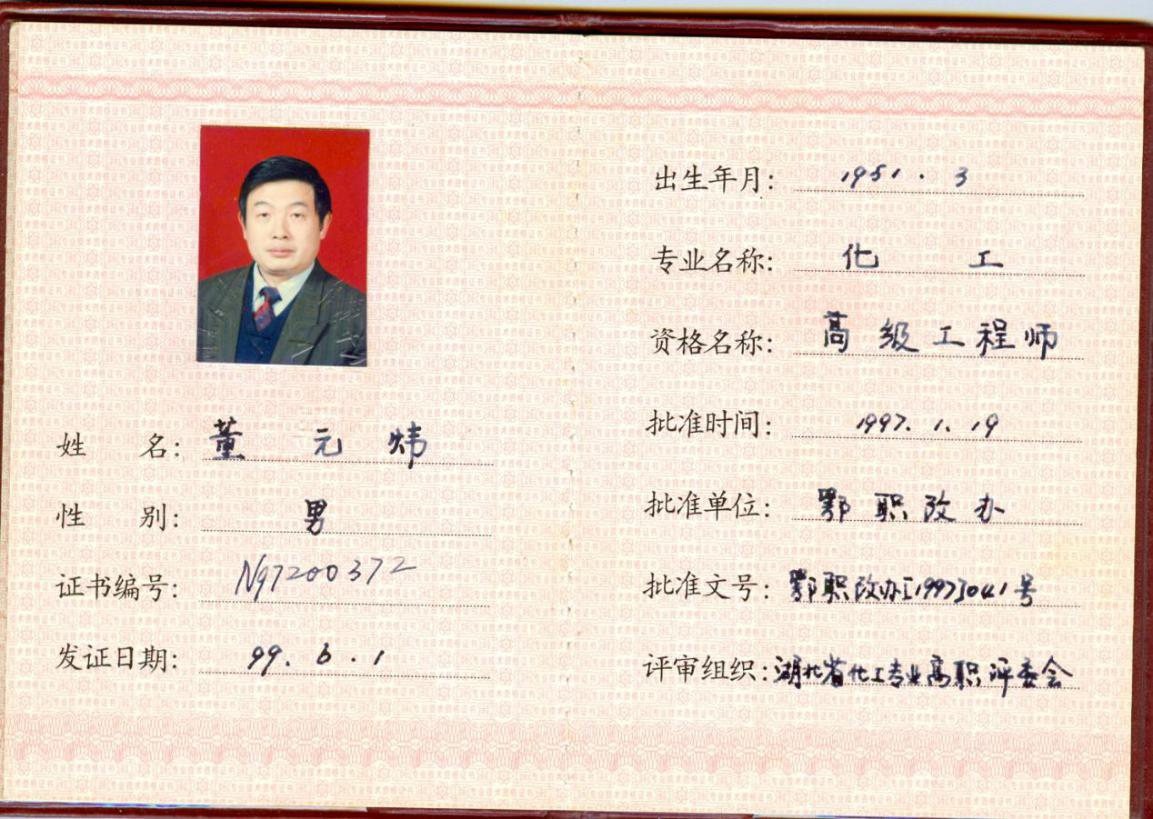 姓 名: 董元炜
性 别: 男
证书编号: N97200372
发证日期: 99.6.1
出生年月: 1951.3
专业名称: 化工
资格名称: 高级工程师
批准时间: 1997.1.19
批准单位: 鄂职改办
批准文号: 鄂职改办[1997]041号
评审组织: 湖北省化工专业高职评委会